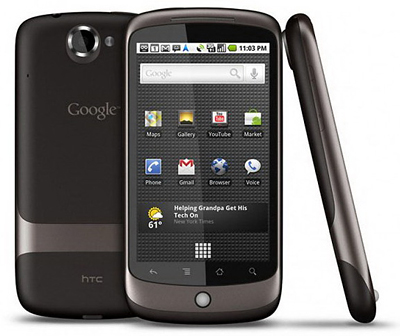 Google
htc
11:03 PM
Google
Maps
Gallery
YouTube
Market
Phone
Gmail
Browser
Voice
61°
Helping Grandpa Get His
Tech On
New York Times